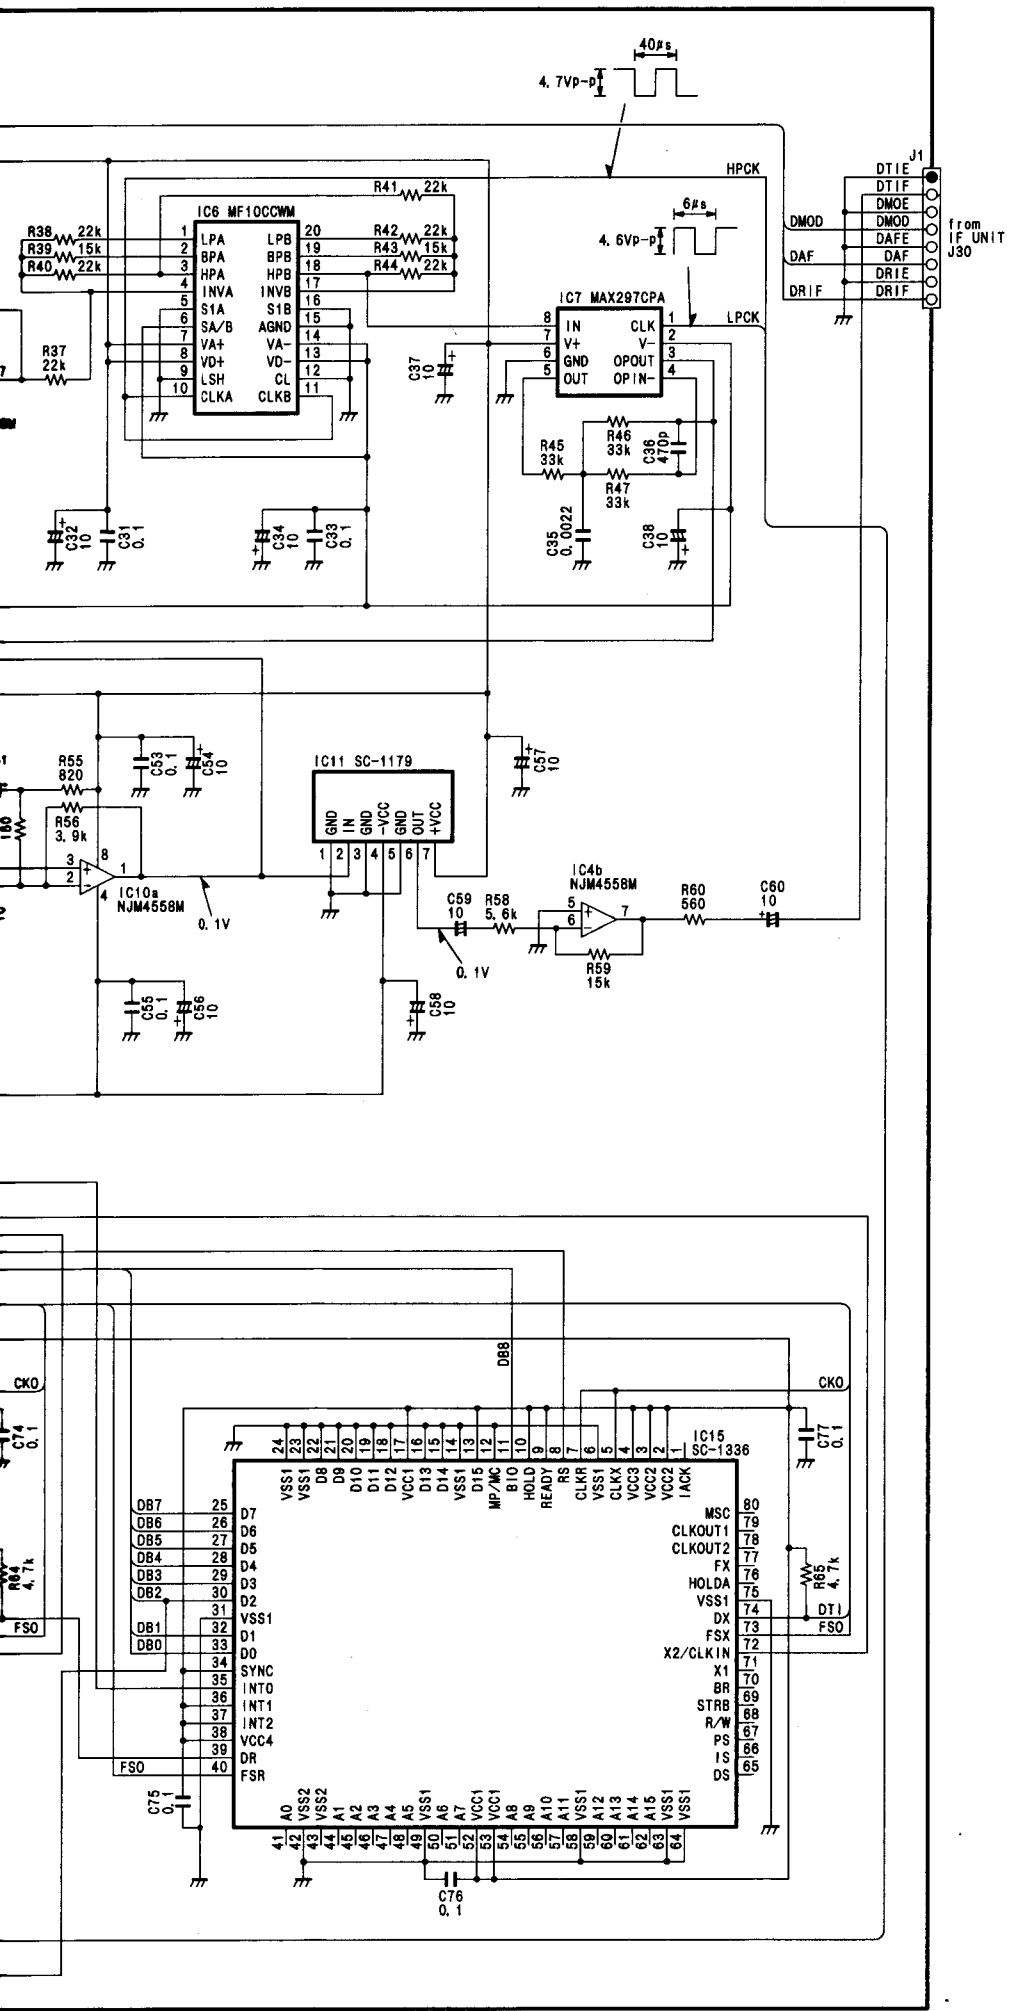 40μs
4.7Vp-p
J1
HPCK
DTIE
DTIF
DMOE
DMOD
DMOD
DAFE
DAF
DAF
DRIE
DRIF
DRIF
from
IF UNIT
J30
6μs
4.6Vp-p
LPCK
R41 22k
IC6 MF10CCWM
R38 22k
R39 15k
R40 22k
1 LPA LPB 20
2 BPA BPB 19
3 HPA HPB 18
4 INVA INVB 17
5 S1A S1B 16
6 SA/B AGND 15
7 VA+ VA- 14
8 VD+ VD- 13
9 LSH CL 12
10 CLKA CLKB 11
R42 22k
R43 15k
R44 22k
R37
22k
7
IC7 MAX297CPA
8 IN CLK 1
7 V+ V- 2
6 GND OPOUT 3
5 OUT OPIN- 4
C37
10
R45
33k
R46
33k
C36
470p
R47
33k
C35
0.0022
C38
10
C32
10
C31
0.1
C34
10
C33
0.1
R55
820
R56
3.9k
C53
0.1
C54
10
3
2
8
1
4
IC10a
NJM4558M
0.1V
C55
0.1
C56
10
IC11 SC-1179
GND
IN
GND
-VCC
GND
OUT
+VCC
1 2 3 4 5 6 7
C57
10
C58
10
C59
10
R58
5.6k
0.1V
IC4b
NJM4558M
5
6
7
R59
15k
R60
560
C60
10
DB8
CKO
CKO
C74
0.1
C77
0.1
R64
4.7k
FSO
R65
4.7k
DTI
FSO
IC15
SC-1336
24 VSS1
23 VSS1
22 D8
21 D9
20 D10
19 D11
18 D12
17 VCC1
16 D13
15 D14
14 VSS1
13 D15
12 MP/MC
11 BIO
10 HOLD
9 READY
8 RS
7 CLKR
6 VSS1
5 CLKX
4 VCC3
3 VCC2
2 VCC2
1 IACK
DB7 25 D7
DB6 26 D6
DB5 27 D5
DB4 28 D4
DB3 29 D3
DB2 30 D2
31 VSS1
DB1 32 D1
DB0 33 D0
34 SYNC
35 INT0
36 INT1
37 INT2
38 VCC4
39 DR
FSO 40 FSR
MSC 80
CLKOUT1 79
CLKOUT2 78
FX 77
HOLDA 76
VSS1 75
DX 74
FSX 73
X2/CLKIN 72
X1 71
BR 70
STRB 69
R/W 68
PS 67
IS 66
DS 65
41 A0
42 VSS2
43 VSS2
44 A1
45 A2
46 A3
47 A4
48 A5
49 VSS1
50 A6
51 A7
52 VCC1
53 VCC1
54 A8
55 A9
56 A10
57 A11
58 VSS1
59 A12
60 A13
61 A14
62 A15
63 VSS1
64 VSS1
C75
0.1
C76
0.1